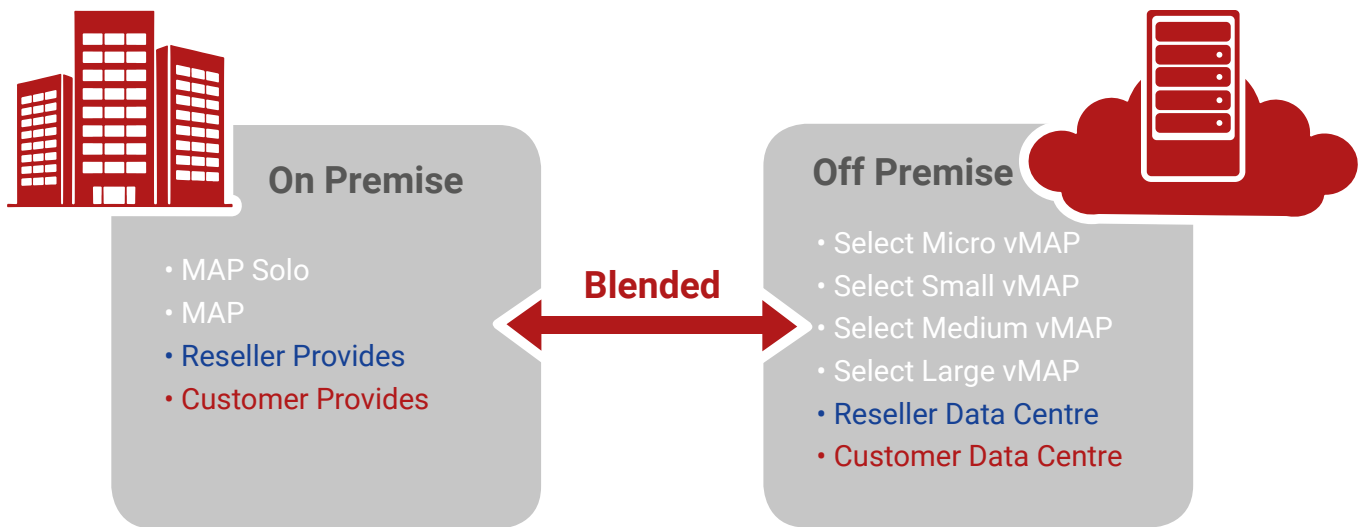 On Premise
• MAP Solo
• MAP
• Reseller Provides
• Customer Provides
Blended
Off Premise
• Select Micro vMAP
• Select Small vMAP
• Select Medium vMAP
• Select Large vMAP
• Reseller Data Centre
• Customer Data Centre